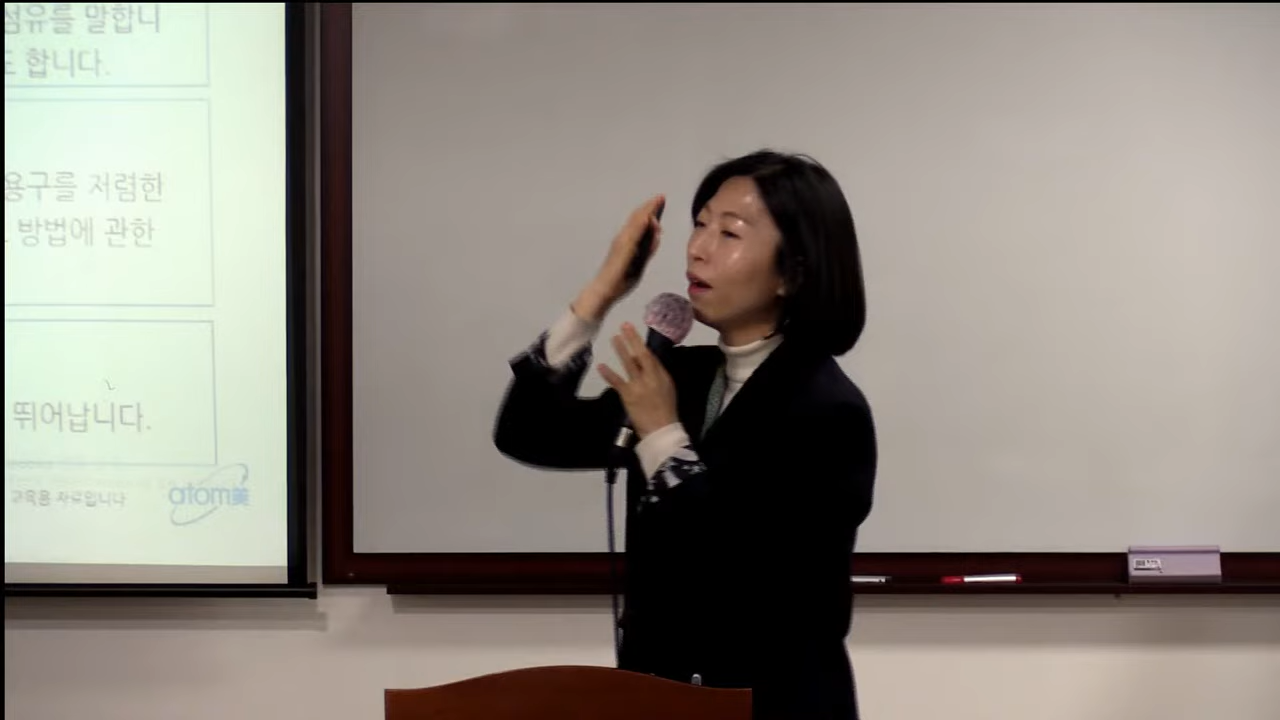 섬유를 말합니
도 합니다.
용구를 저렴한
방법에 관한
뛰어납니다.
교육용 자료입니다
atom美